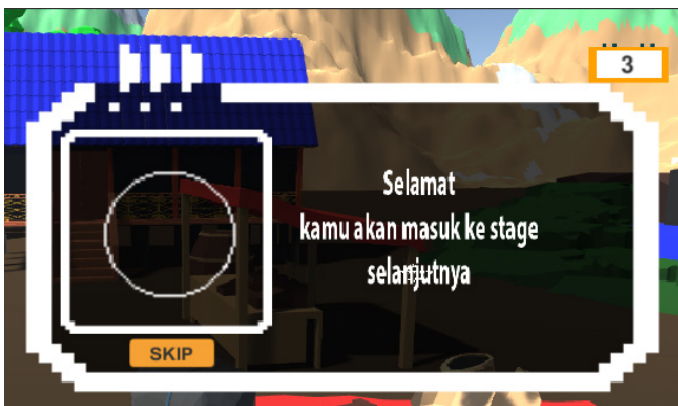 3
Selamat
kamu akan masuk ke stage
selanjutnya
SKIP